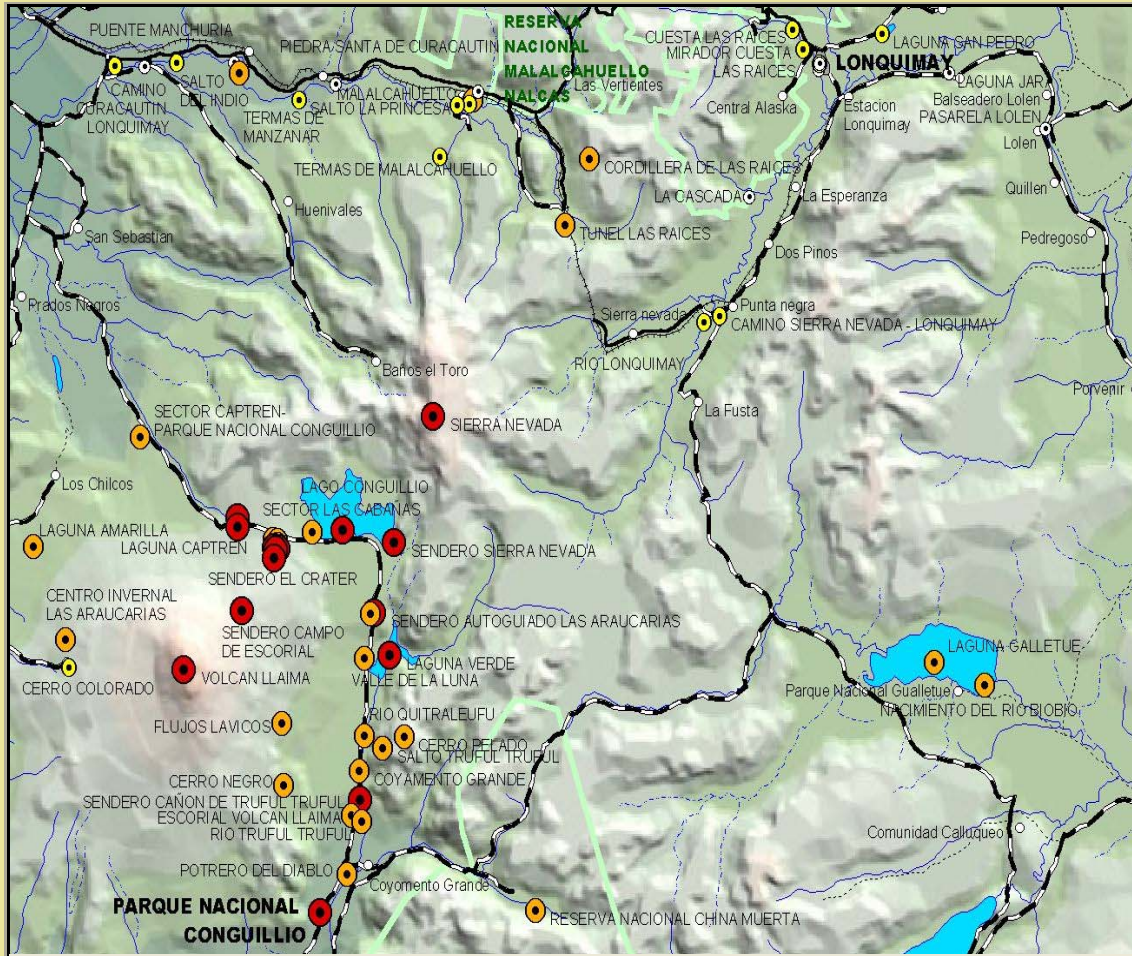 PUENTE MANCHURIA
PIEDRA SANTA DE CURACAUTIN
RESERVA
NACIONAL
MALALCAHUELLO
NALCAS
CUESTA LAS RAICES
MIRADOR CUESTA
LAS RAICES
LAGUNA SAN PEDRO
LONQUIMAY
CAMINO
CURACAUTIN
LONQUIMAY
SALTO
DEL INDIO
TERMAS DE
MANZANAR
MALALCAHUELLO
SALTO LA PRINCESA
Las Vertientes
Central Alaska
Estacion
Lonquimay
LAGUNA JAR
Balseadero Lolen
PASARELA LOLEN
Lolen
TERMAS DE MALALCAHUELLO
CORDILLERA DE LAS RAICES
LA CASCADA
La Esperanza
Quillen
Huenivales
San Sebastian
TUNEL LAS RAICES
Dos Pinos
Pedregoso
Prados Negros
Sierra nevada
Punta negra
CAMINO SIERRA NEVADA - LONQUIMAY
RIO LONQUIMAY
Baños el Toro
Porvenir
SECTOR CAPTREN-
PARQUE NACIONAL CONGUILLIO
SIERRA NEVADA
La Fusta
Los Chilcos
LAGO CONGUILLIO
SECTOR LAS CABAÑAS
LAGUNA AMARILLA
LAGUNA CAPTREN
SENDERO SIERRA NEVADA
SENDERO EL CRATER
CENTRO INVERNAL
LAS ARAUCARIAS
SENDERO CAMPO
DE ESCORIAL
SENDERO AUTOGUIADO LAS ARAUCARIAS
LAGUNA VERDE
VALLE DE LA LUNA
CERRO COLORADO
VOLCAN LLAIMA
LAGUNA GALLETUE
Parque Nacional Gualletue
NACIMIENTO DEL RIO BIOBIO
FLUJOS LAVICOS
RIO QUITRALEUFU
CERRO PELADO
SALTO TRUFUL TRUFUL
CERRO NEGRO
COYAMENTO GRANDE
SENDERO CAÑON DE TRUFUL TRUFUL
ESCORIAL VOLCAN LLAIMA
RIO TRUFUL TRUFUL
Comunidad Calluqueo
POTRERO DEL DIABLO
Coyomento Grande
PARQUE NACIONAL
CONGUILLIO
RESERVA NACIONAL CHINA MUERTA